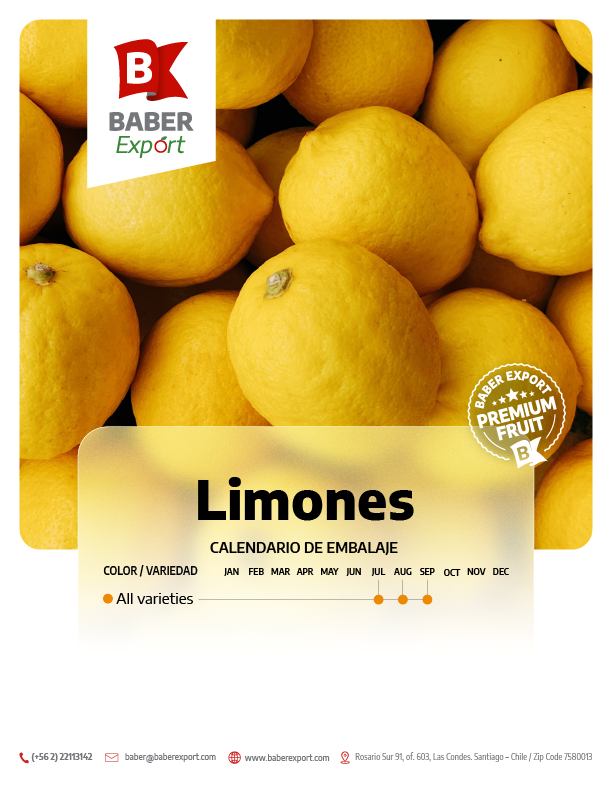 B
BABER
Export
BABER EXPORT
PREMIUM
FRUIT
B
Limones
CALENDARIO DE EMBALAJE
COLOR / VARIEDAD JAN FEB MAR APR MAY JUN JUL AUG SEP OCT NOV DEC
All varieties
(+56 2) 22113142 baber@baberexport.com www.baberexport.com Rosario Sur 91, of. 603, Las Condes. Santiago – Chile / Zip Code 7580013